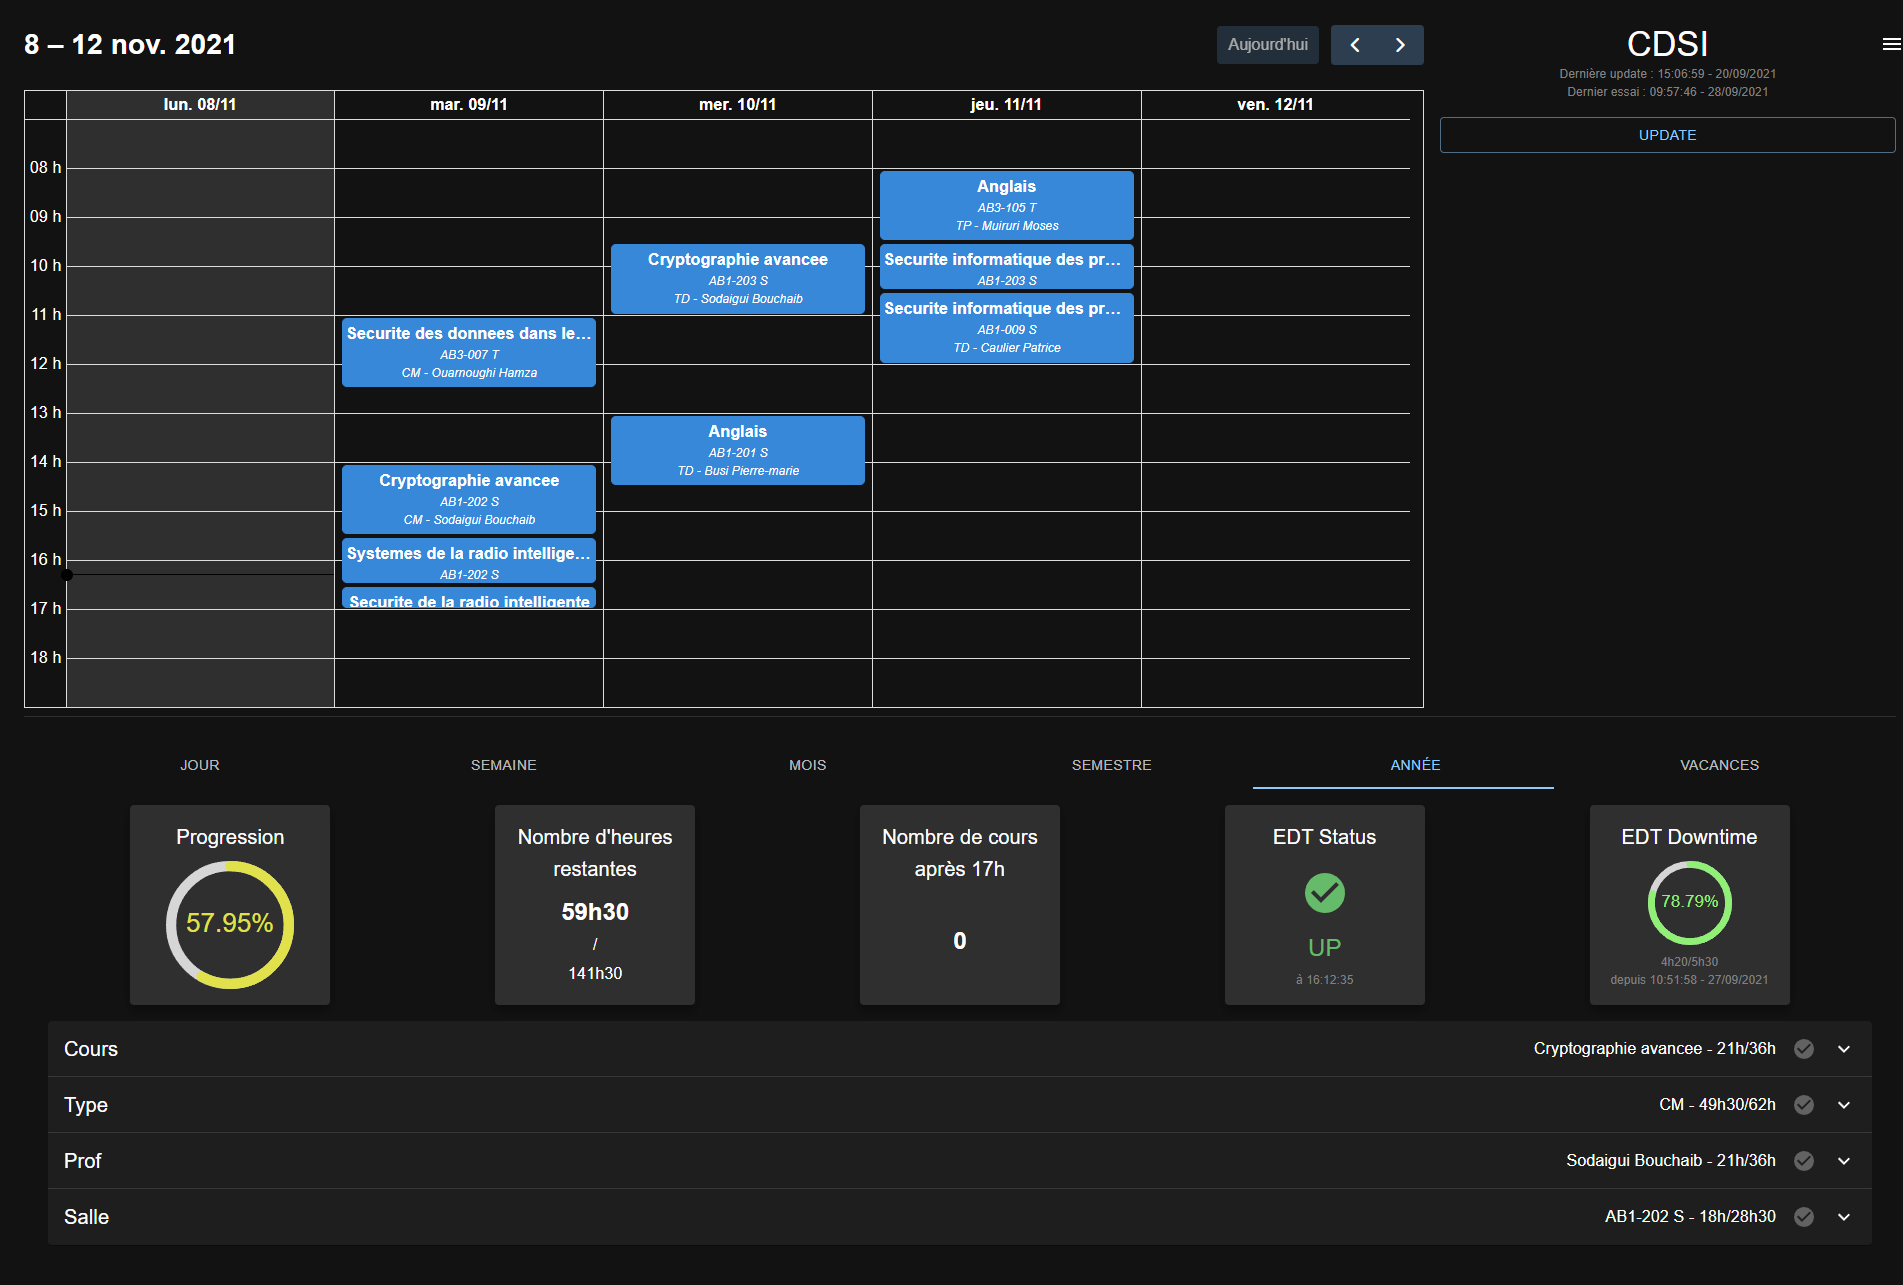 8 – 12 nov. 2021
Aujourd'hui
CDSI
Dernière update : 15:06:59 - 20/09/2021
Dernier essai : 09:57:46 - 28/09/2021
UPDATE
lun. 08/11
mar. 09/11
mer. 10/11
jeu. 11/11
ven. 12/11
08 h
09 h
10 h
11 h
12 h
13 h
14 h
15 h
16 h
17 h
18 h
Securite des donnees dans le...
AB3-007 T
CM - Ouarnoughi Hamza
Cryptographie avancee
AB1-202 S
CM - Sodaigui Bouchaib
Systemes de la radio intellige...
AB1-202 S
Securite de la radio intelligente
Cryptographie avancee
AB1-203 S
TD - Sodaigui Bouchaib
Anglais
AB1-201 S
TD - Busi Pierre-marie
Anglais
AB3-105 T
TP - Muiruri Moses
Securite informatique des pr...
AB1-203 S
Securite informatique des pr...
AB1-009 S
TD - Caulier Patrice
JOUR
SEMAINE
MOIS
SEMESTRE
ANNÉE
VACANCES
Progression
57.95%
Nombre d'heures
restantes
59h30
/
141h30
Nombre de cours
après 17h
0
EDT Status
UP
á 16:12:35
EDT Downtime
78.79%
4h20/5h30
depuis 10:51:58 - 27/09/2021
Cours
Cryptographie avancee - 21h/36h
Type
CM - 49h30/62h
Prof
Sodaigui Bouchaib - 21h/36h
Salle
AB1-202 S - 18h/28h30